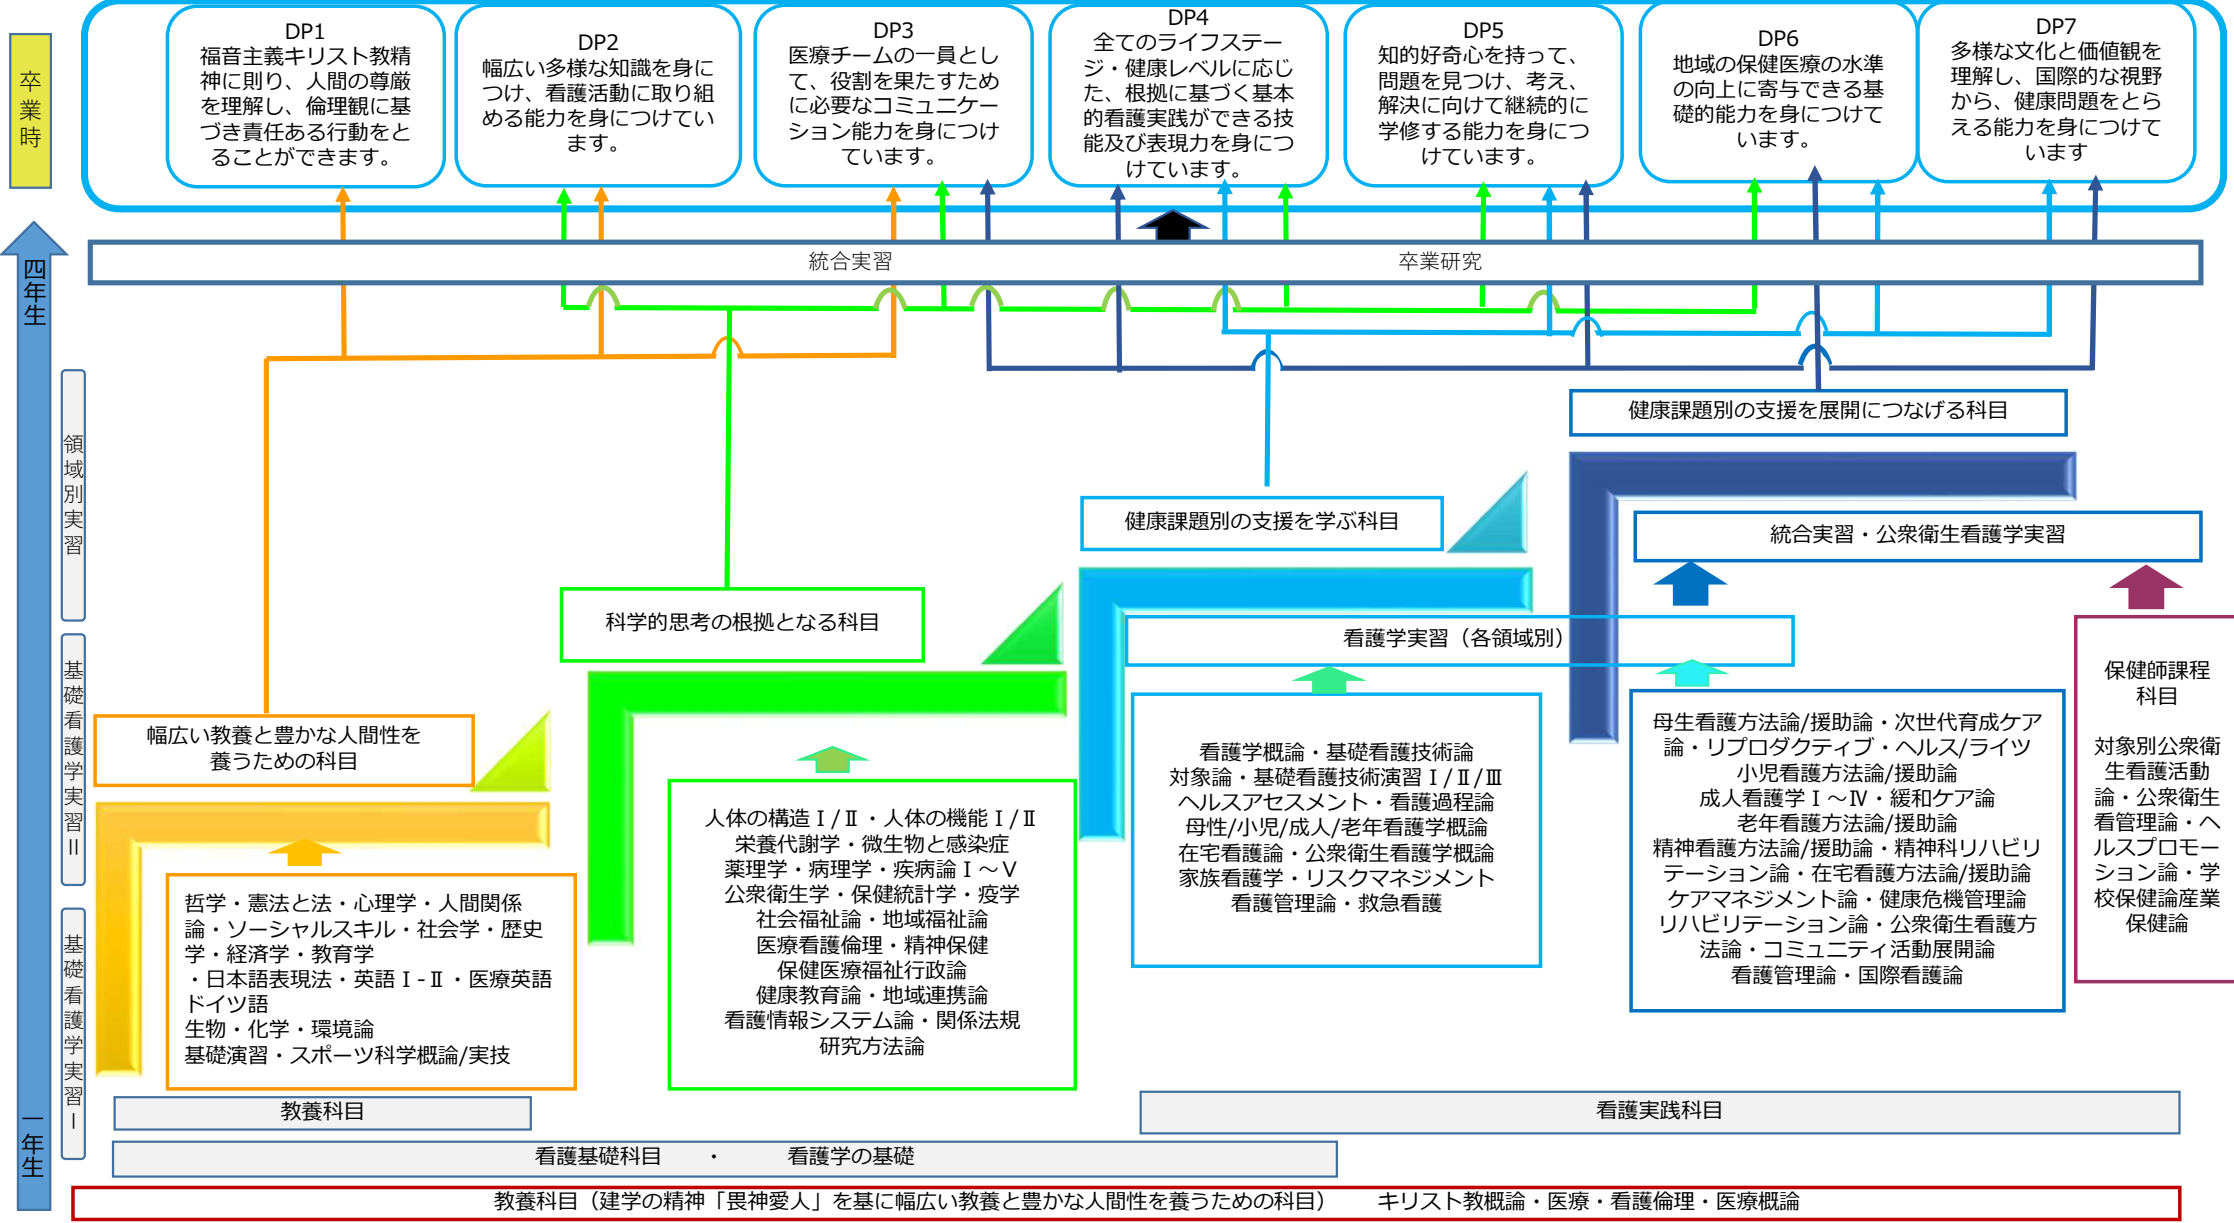 卒業時
DP1
福音主義キリスト教精
神に則り、人間の尊厳
を理解し、倫理観に基
づき責任ある行動をと
ることができます。
DP2
幅広い多様な知識を身に
つけ、看護活動に取り組
める能力を身につけてい
ます。
DP3
医療チームの一員とし
て、役割を果たすため
に必要なコミュニケー
ション能力を身につけ
ています。
DP4
全てのライフステー
ジ・健康レベルに応じ
た、根拠に基づく基本
的看護実践ができる技
能及び表現力を身につ
けています。
DP5
知的好奇心を持って、
問題を見つけ、考え、
解決に向けて継続的に
学修する能力を身につ
けています。
DP6
地域の保健医療の水準
の向上に寄与できる基
礎的能力を身につけて
います。
DP7
多様な文化と価値観を
理解し、国際的な視野
から、健康問題をとら
える能力を身につけて
います
統合実習
卒業研究
四年生
一年生
領域別実習
基礎看護学実習Ⅱ
基礎看護学実習Ⅰ
健康課題別の支援を展開につなげる科目
健康課題別の支援を学ぶ科目
統合実習・公衆衛生看護学実習
科学的思考の根拠となる科目
看護学実習（各領域別）
幅広い教養と豊かな人間性を
養うための科目
哲学・憲法と法・心理学・人間関係
論・ソーシャルスキル・社会学・歴史
学・経済学・教育学
・日本語表現法・英語Ⅰ-Ⅱ・医療英語
ドイツ語
生物・化学・環境論
基礎演習・スポーツ科学概論/実技
人体の構造Ⅰ/Ⅱ・人体の機能Ⅰ/Ⅱ
栄養代謝学・微生物と感染症
薬理学・病理学・疾病論Ⅰ～Ⅴ
公衆衛生学・保健統計学・疫学
社会福祉論・地域福祉論
医療看護倫理・精神保健
保健医療福祉行政論
健康教育論・地域連携論
看護情報システム論・関係法規
研究方法論
看護学概論・基礎看護技術論
対象論・基礎看護技術演習Ⅰ/Ⅱ/Ⅲ
ヘルスアセスメント・看護過程論
母性/小児/成人/老年看護学概論
在宅看護論・公衆衛生看護学概論
家族看護学・リスクマネジメント
看護管理論・救急看護
母生看護方法論/援助論・次世代育成ケア
論・リプロダクティブ・ヘルス/ライツ
小児看護方法論/援助論
成人看護学Ⅰ～Ⅳ・緩和ケア論
老年看護方法論/援助論
精神看護方法論/援助論・精神科リハビリ
テーション論・在宅看護方法論/援助論
ケアマネジメント論・健康危機管理論
リハビリテーション論・公衆衛生看護方
法論・コミュニティ活動展開論
看護管理論・国際看護論
保健師課程
科目
対象別公衆衛
生看護活動
論・公衆衛生
看管理論・ヘ
ルスプロモー
ション論・学
校保健論産業
保健論
教養科目
看護実践科目
看護基礎科目　・　看護学の基礎
教養科目（建学の精神「畏神愛人」を基に幅広い教養と豊かな人間性を養うための科目）　キリスト教概論・医療・看護倫理・医療概論